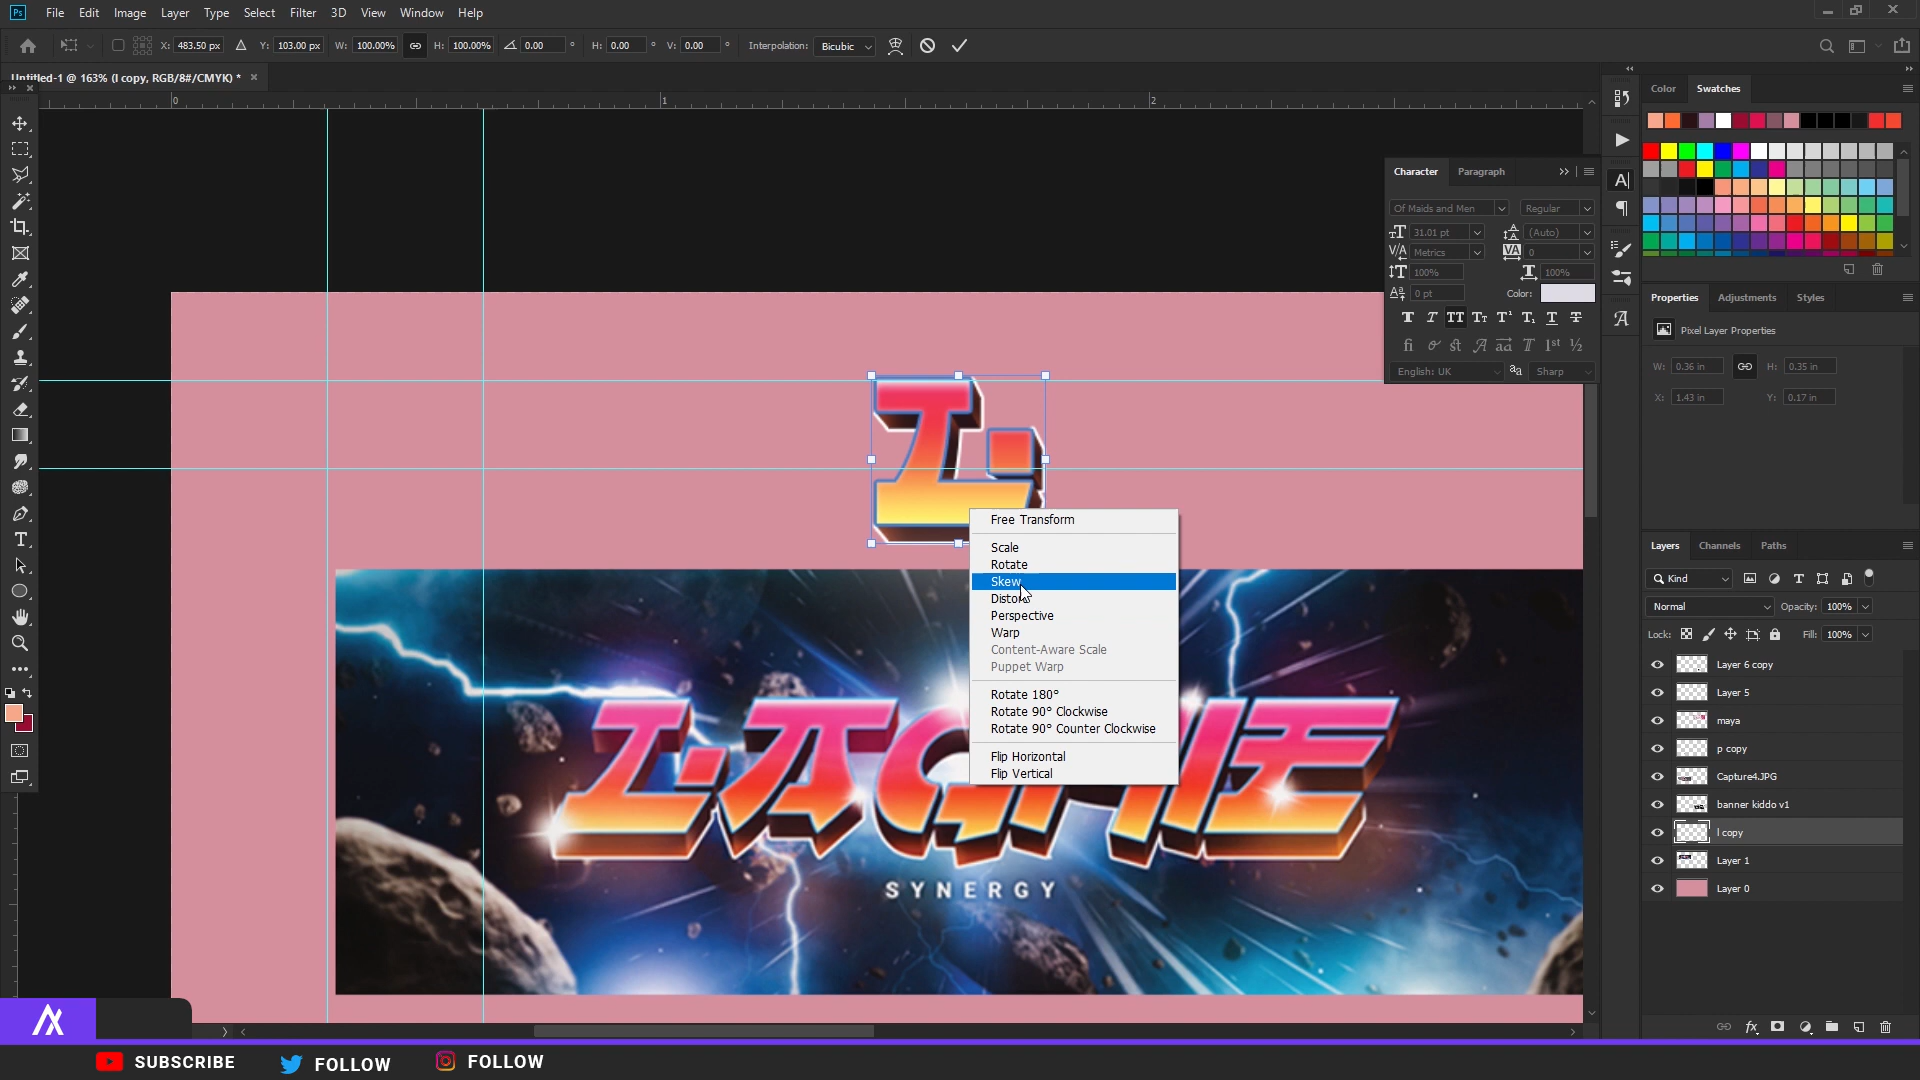 Ps File Edit Image Layer Type Select Filter 3D View Window Help
X: 483.50 px Y: 103.00 px W: 100.00% H: 100.00% 0.00 ° H: 0.00 ° V: 0.00 ° Interpolation: Bicubic
Untitled-1 @ 163% (l copy, RGB/8#/CMYK) *
0 1 2
Color Swatches
Character Paragraph
Of Maids and Men Regular
31.01 pt (Auto)
Metrics 0
100% 100%
0 pt Color:
English: UK Sharp
Properties Adjustments Styles
Pixel Layer Properties
W: 0.36 in H: 0.35 in
X: 1.43 in Y: 0.17 in
Free Transform
Scale
Rotate
Skew
Distort
Perspective
Warp
Content-Aware Scale
Puppet Warp
Rotate 180°
Rotate 90° Clockwise
Rotate 90° Counter Clockwise
Flip Horizontal
Flip Vertical
SYNERGY
Layers Channels Paths
Kind
Normal Opacity: 100%
Lock: Fill: 100%
Layer 6 copy
Layer 5
maya
p copy
Capture4.JPG
banner kiddo v1
l copy
Layer 1
Layer 0
SUBSCRIBE FOLLOW FOLLOW